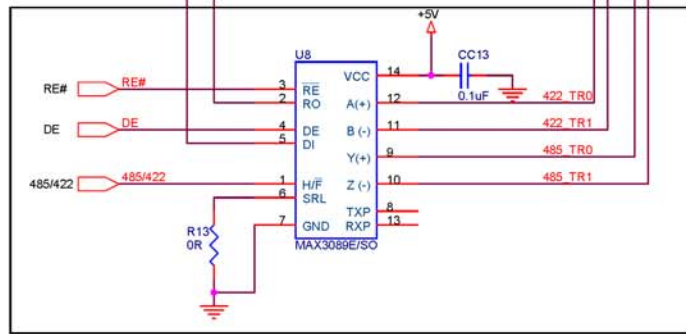 +5V
U8
CC13
0.1uF
RE# RE# 3 RE VCC 14
2 RO A(+) 12 422_TR0
DE DE 4 DE B (-) 11 422_TR1
5 DI Y(+) 9 485_TR0
485/422 485/422 1 H/F Z (-) 10 485_TR1
6 SRL TXP 8
7 GND RXP 13
R13
0R
MAX3089E/SO